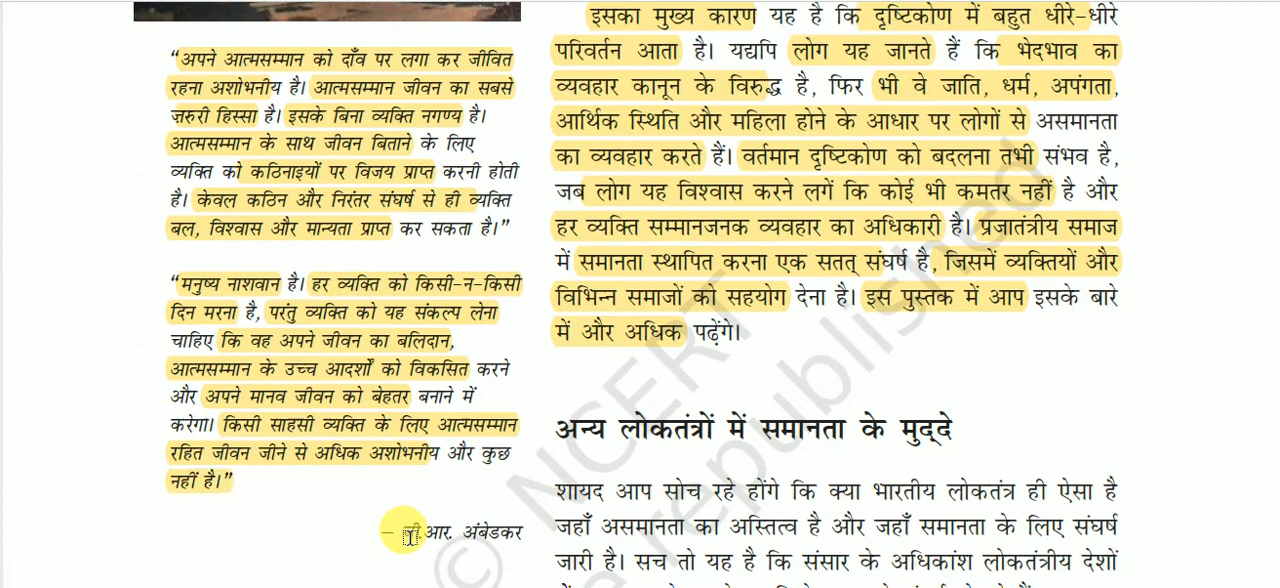 “अपने आत्मसम्मान को दाँव पर लगा कर जीवित
रहना अशोभनीय है। आत्मसम्मान जीवन का सबसे
ज़रुरी हिस्सा है। इसके बिना व्यक्ति नगण्य है।
आत्मसम्मान के साथ जीवन बिताने के लिए
व्यक्ति को कठिनाइयों पर विजय प्राप्त करनी होती
है। केवल कठिन और निरंतर संघर्ष से ही व्यक्ति
बल, विश्वास और मान्यता प्राप्त कर सकता है।”
“मनुष्य नाशवान है। हर व्यक्ति को किसी-न-किसी
दिन मरना है, परंतु व्यक्ति को यह संकल्प लेना
चाहिए कि वह अपने जीवन का बलिदान,
आत्मसम्मान के उच्च आदर्शों को विकसित करने
और अपने मानव जीवन को बेहतर बनाने में
करेगा। किसी साहसी व्यक्ति के लिए आत्मसम्मान
रहित जीवन जीने से अधिक अशोभनीय और कुछ
नहीं है।”
– आर. अंबेडकर
इसका मुख्य कारण यह है कि दृष्टिकोण में बहुत धीरे-धीरे
परिवर्तन आता है। यद्यपि लोग यह जानते हैं कि भेदभाव का
व्यवहार कानून के विरुद्ध है, फिर भी वे जाति, धर्म, अपंगता,
आर्थिक स्थिति और महिला होने के आधार पर लोगों से असमानता
का व्यवहार करते हैं। वर्तमान दृष्टिकोण को बदलना तभी संभव है,
जब लोग यह विश्वास करने लगें कि कोई भी कमतर नहीं है और
हर व्यक्ति सम्मानजनक व्यवहार का अधिकारी है। प्रजातंत्रीय समाज
में समानता स्थापित करना एक सतत् संघर्ष है, जिसमें व्यक्तियों और
विभिन्न समाजों को सहयोग देना है। इस पुस्तक में आप इसके बारे
में और अधिक पढ़ेंगे।
अन्य लोकतंत्रों में समानता के मुद्दे
शायद आप सोच रहे होंगे कि क्या भारतीय लोकतंत्र ही ऐसा है
जहाँ असमानता का अस्तित्व है और जहाँ समानता के लिए संघर्ष
जारी है। सच तो यह है कि संसार के अधिकांश लोकतंत्रीय देशों
© NCERT
be republished